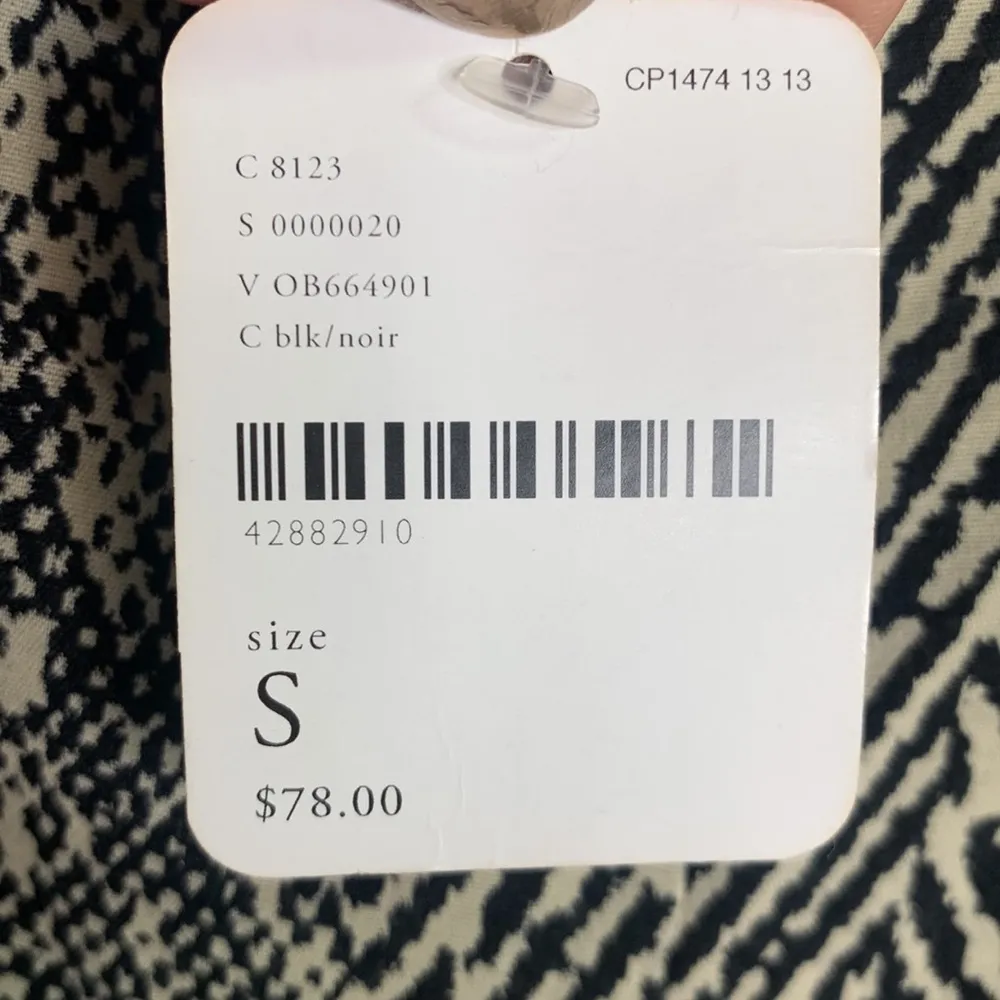 CP1474 13 13
C 8123
S 0000020
V OB664901
C blk/noir
42882910
size
S
$78.00